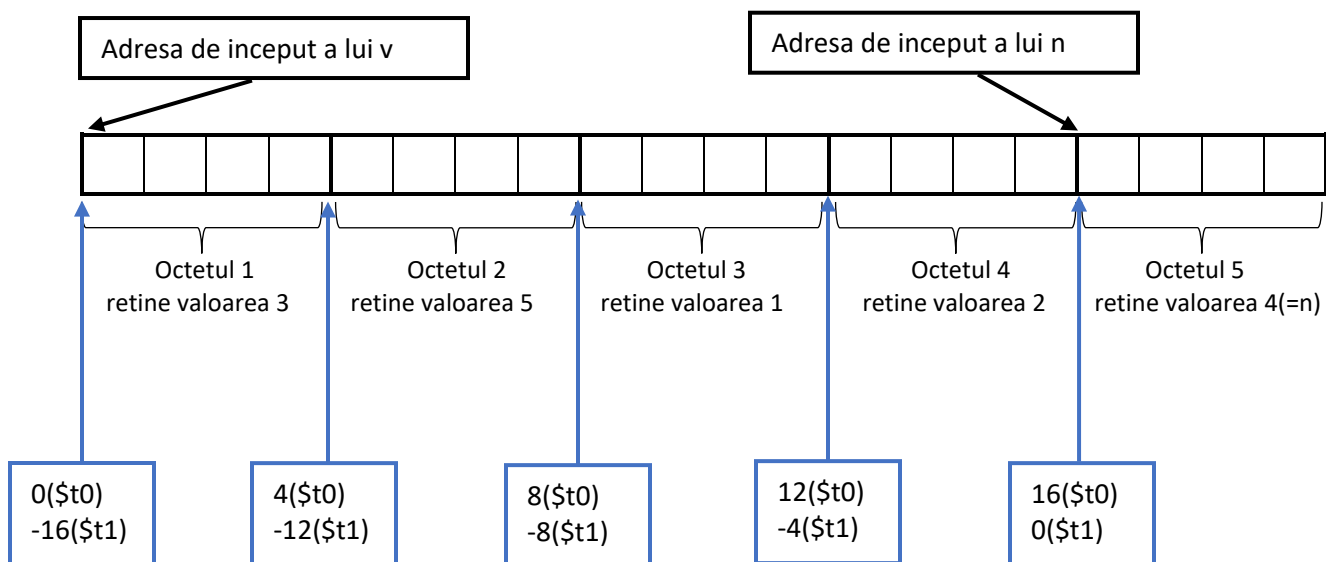 Adresa de inceput a lui v
Adresa de inceput a lui n
Octetul 1
retine valoarea 3
Octetul 2
retine valoarea 5
Octetul 3
retine valoarea 1
Octetul 4
retine valoarea 2
Octetul 5
retine valoarea 4(=n)
0($t0)
-16($t1)
4($t0)
-12($t1)
8($t0)
-8($t1)
12($t0)
-4($t1)
16($t0)
0($t1)